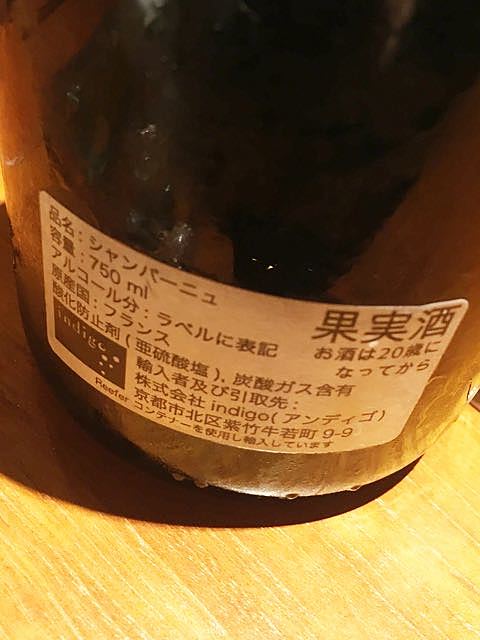 品名：シャンパーニュ
容量：750 ml
アルコール分：ラベルに表記
原産国：フランス
酸化防止剤(亜硫酸塩), 炭酸ガス含有
果実酒
お酒は20歳に
なってから
indigo
輸入者及び引取先：
株式会社 indigo(アンディゴ)
京都市北区紫竹牛若町 9-9
Reefer コンテナーを使用し輸入しています